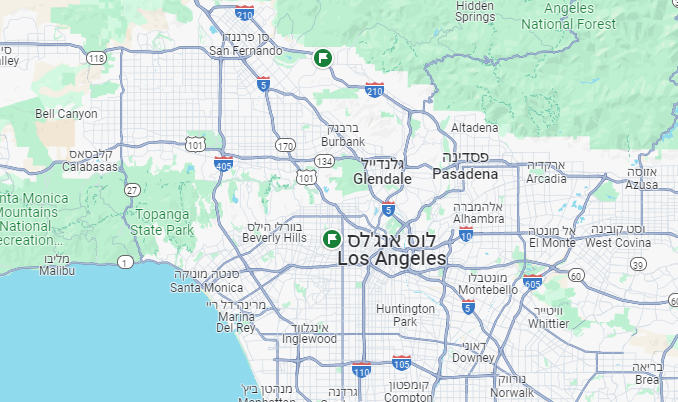 Hidden
Springs
Angeles
National Forest
210
סן פרננדו
San Fernando
סי
alley
118
5
210
Bell Canyon
ברבנק
Burbank
Altadena
101
170
קלבסאס
Calabasas
405
134
גלנדייל
Glendale
פסדינה
Pasadena
ארקדיה
Arcadia
אזוסה
Azusa
101
27
nta Monica
Mountains
National
ecreation...
Topanga
State Park
5
אלהמברה
Alhambra
בוורלי הילס
Beverly Hills
לוס אנג'לס
Los Angeles
10
אל מונטה
El Monte
וסט קובינה
West Covina
מליבו
Malibu
1
סנטה מוניקה
Santa Monica
מונטבלו
Montebello
605
60
39
60
מרינה דל ריי
Marina
Del Rey
Huntington
Park
5
וויטייר
Whittier
אינגלווד
Inglewood
דאוני
Downey
110
105
בריאה
Brea
מנהטן ביץ'
Manhattan
גרדנה
קומפטון
Compton
נורווק
Norwalk